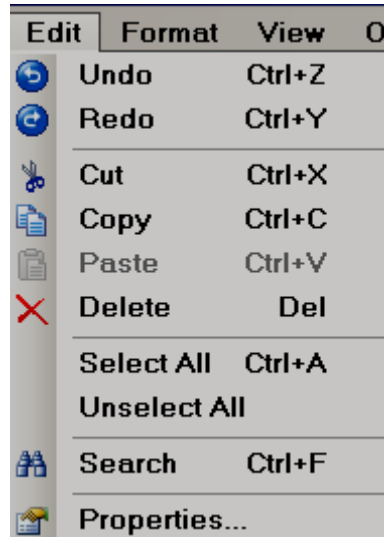 Edit Format View O
Undo Ctrl+Z
Redo Ctrl+Y
Cut Ctrl+X
Copy Ctrl+C
Paste Ctrl+V
Delete Del
Select All Ctrl+A
Unselect All
Search Ctrl+F
Properties...